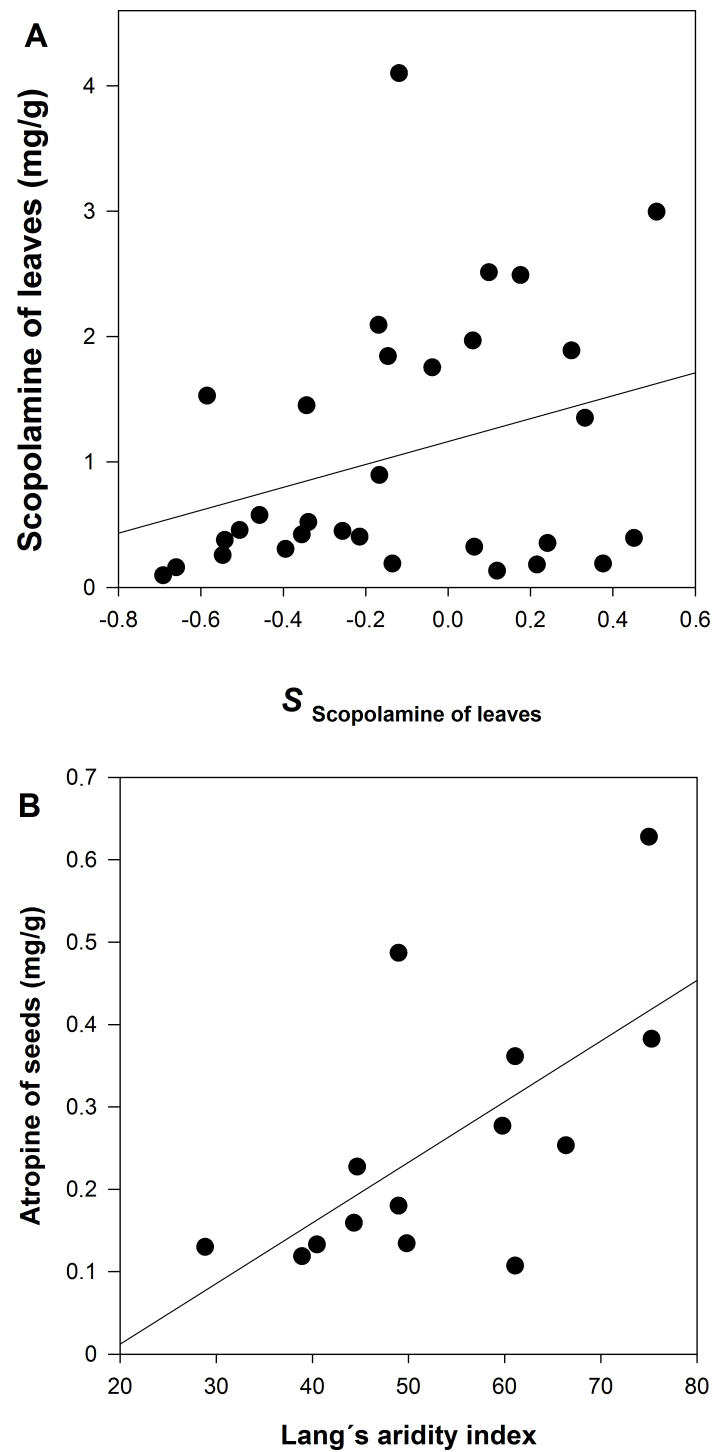 A
Scopolamine of leaves (mg/g)
4
3
2
1
0
-0.8 -0.6 -0.4 -0.2 0.0 0.2 0.4 0.6
S Scopolamine of leaves
B
Atropine of seeds (mg/g)
0.7
0.6
0.5
0.4
0.3
0.2
0.1
0
20 30 40 50 60 70 80
Lang´s aridity index